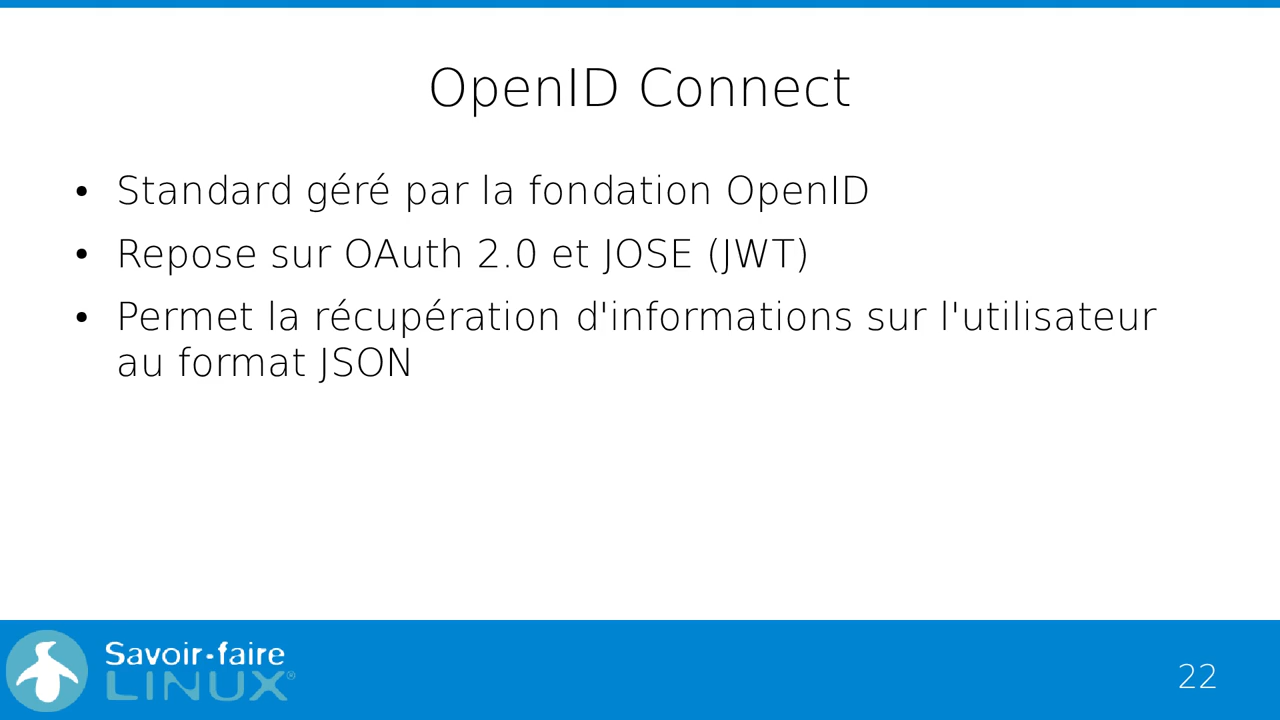 OpenID Connect
• Standard géré par la fondation OpenID
• Repose sur OAuth 2.0 et JOSE (JWT)
• Permet la récupération d'informations sur l'utilisateur
au format JSON
Savoir-faire
LINUX®
22